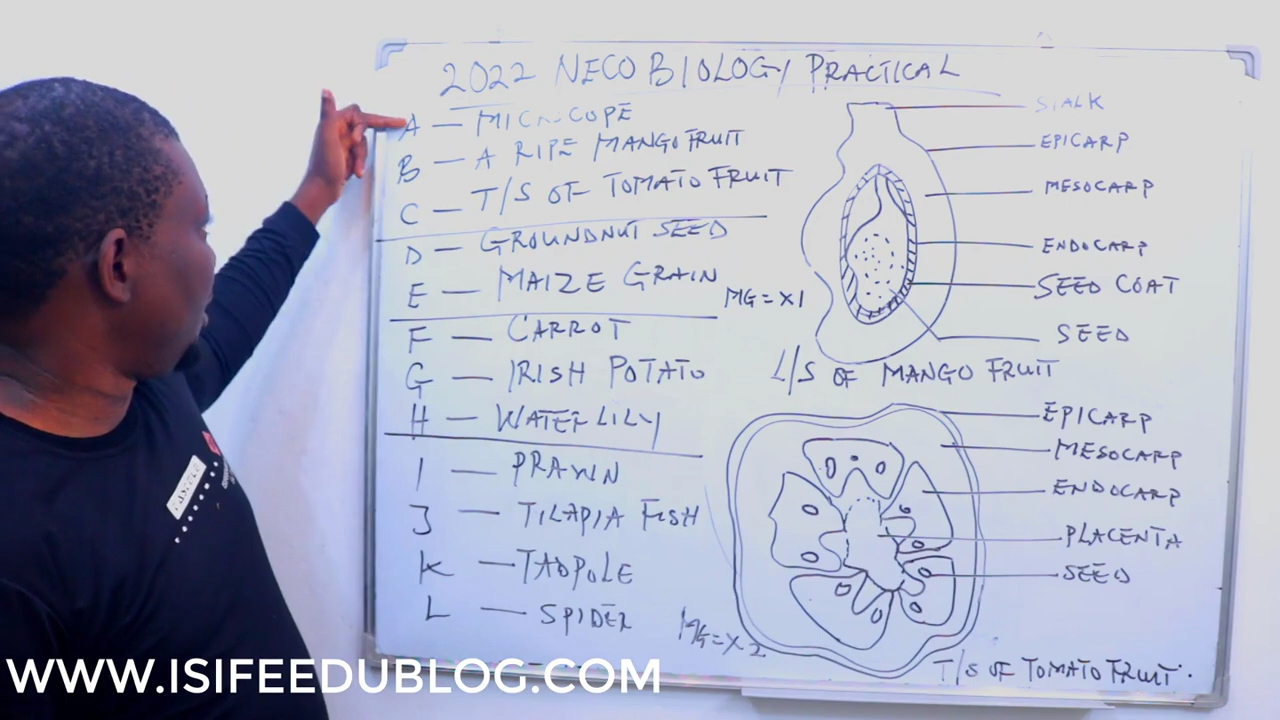 2022 NECO BIOLOGY PRACTICAL
A — MICROSCOPE
B — A RIPE MANGO FRUIT
C — T/S OF TOMATO FRUIT
D — GROUNDNUT SEED
E — MAIZE GRAIN
F — CARROT
G — IRISH POTATO
H — WATER LILY
I — PRAWN
J — TILAPIA FISH
K — TADPOLE
L — SPIDER
STALK
EPICARP
MESOCARP
ENDOCARP
SEED COAT
SEED
MG = X1
L/S OF MANGO FRUIT
EPICARP
MESOCARP
ENDOCARP
PLACENTA
SEED
MG = X2
T/S OF TOMATO FRUIT.
WWW.ISIFEEDUBLOG.COM